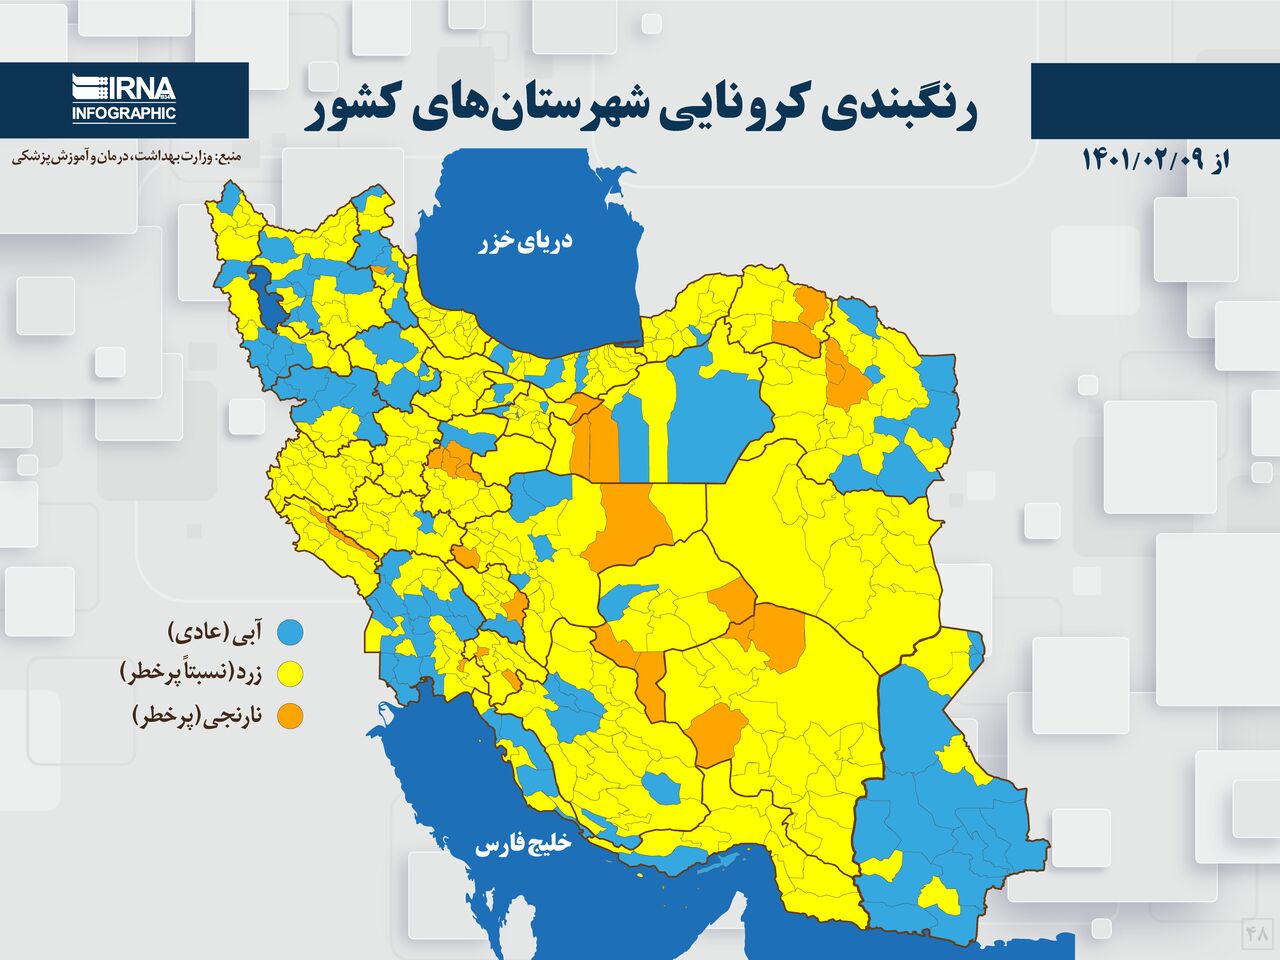 IRNA
INFOGRAPHIC
رنگبندی کرونایی شهرستان‌های کشور
منبع: وزارت بهداشت، درمان و آموزش پزشکی
از ۱۴۰۱/۰۲/۰۹
دریای خزر
آبی (عادی)
زرد (نسبتاً پرخطر)
نارنجی (پرخطر)
خلیج فارس
۴۸